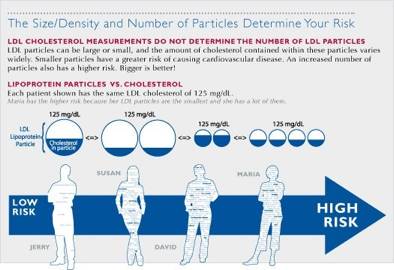 The Size/Density and Number of Particles Determine Your Risk
LDL CHOLESTEROL MEASUREMENTS DO NOT DETERMINE THE NUMBER OF LDL PARTICLES
LDL particles can be large or small, and the amount of cholesterol contained within these particles varies
widely. Smaller particles have a greater risk of causing cardiovascular disease. An increased number of
particles also has a higher risk. Bigger is better!
LIPOPROTEIN PARTICLES VS. CHOLESTEROL
Each patient shown has the same LDL cholesterol of 125 mg/dL.
Maria has the higher risk because her LDL particles are the smallest and she has a lot of them.
125 mg/dL 125 mg/dL 125 mg/dL 125 mg/dL
LDL
Lipoprotein
Particle
Cholesterol
in particle
<=> <=> <=>
SUSAN MARIA
LOW
RISK
HIGH
RISK
JERRY DAVID